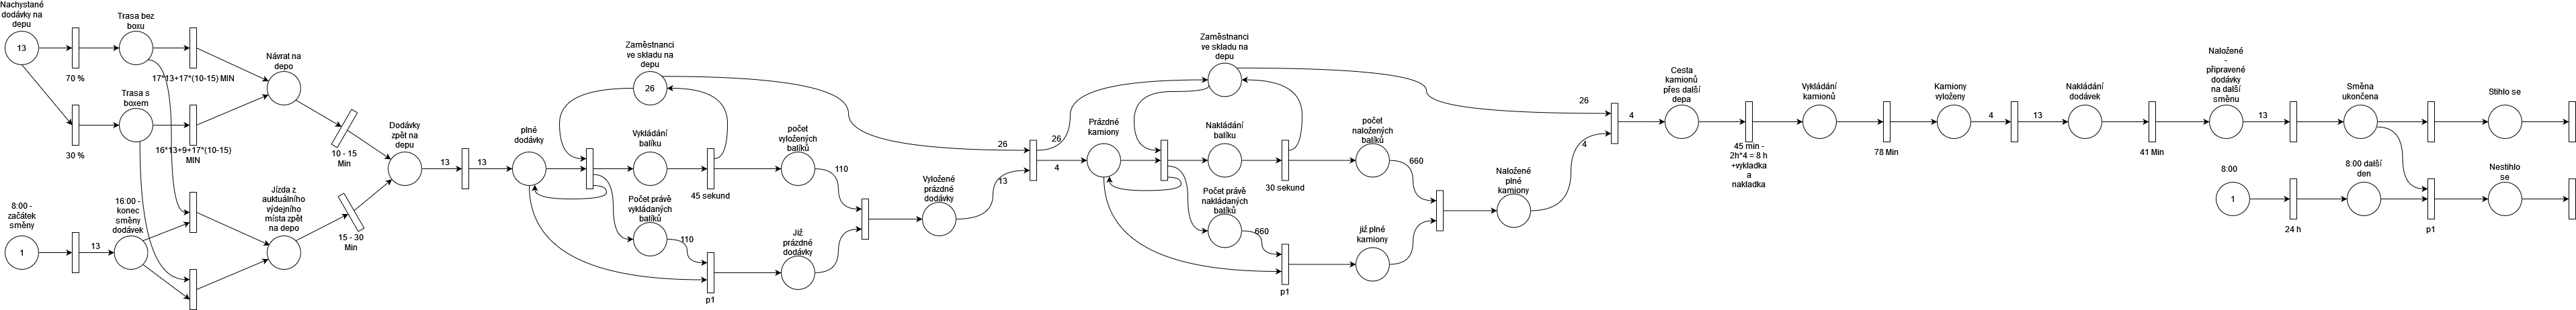 Nachystané
dodávky na
depu
13
70 %
30 %
Trasa bez
boxu
17*13+17*(10-15) MIN
Trasa s
boxem
16*13+9+17*(10-15)
MIN
Návrat na
depo
10 - 15
Min
8:00 -
začátek
směny
1
13
16:00 -
konec
směny
dodávek
Jízda z
auktuálního
výdejního
místa zpět
na depo
15 - 30
Min
Dodávky
zpět na
depu
13
13
plné
dodávky
Zaměstnanci
ve skladu na
depu
26
Vykládání
balíku
45 sekund
Počet právě
vykládaných
balíků
110
p1
počet
vyložených
balíků
110
Již
prázdné
dodávky
Vyložené
prázdné
dodávky
13
26
26
4
Prázdné
kamiony
Zaměstnanci
ve skladu na
depu
Nakládání
balíku
30 sekund
Počet právě
nakládaných
balíků
660
p1
počet
naložených
balíků
660
již plné
kamiony
Naložené
plné
kamiony
4
26
4
Cesta
kamionů
přes další
depa
45 min -
2h*4 = 8 h
+vykladka
a
nakladka
Vykládání
kamionů
78 Min
Kamiony
vyloženy
4
13
Nakládání
dodávek
41 Min
Naložené
-
připravené
dodávky
na další
směnu
13
Směna
ukončena
Stihlo se
8:00
1
24 h
8:00 další
den
p1
Nestihlo
se